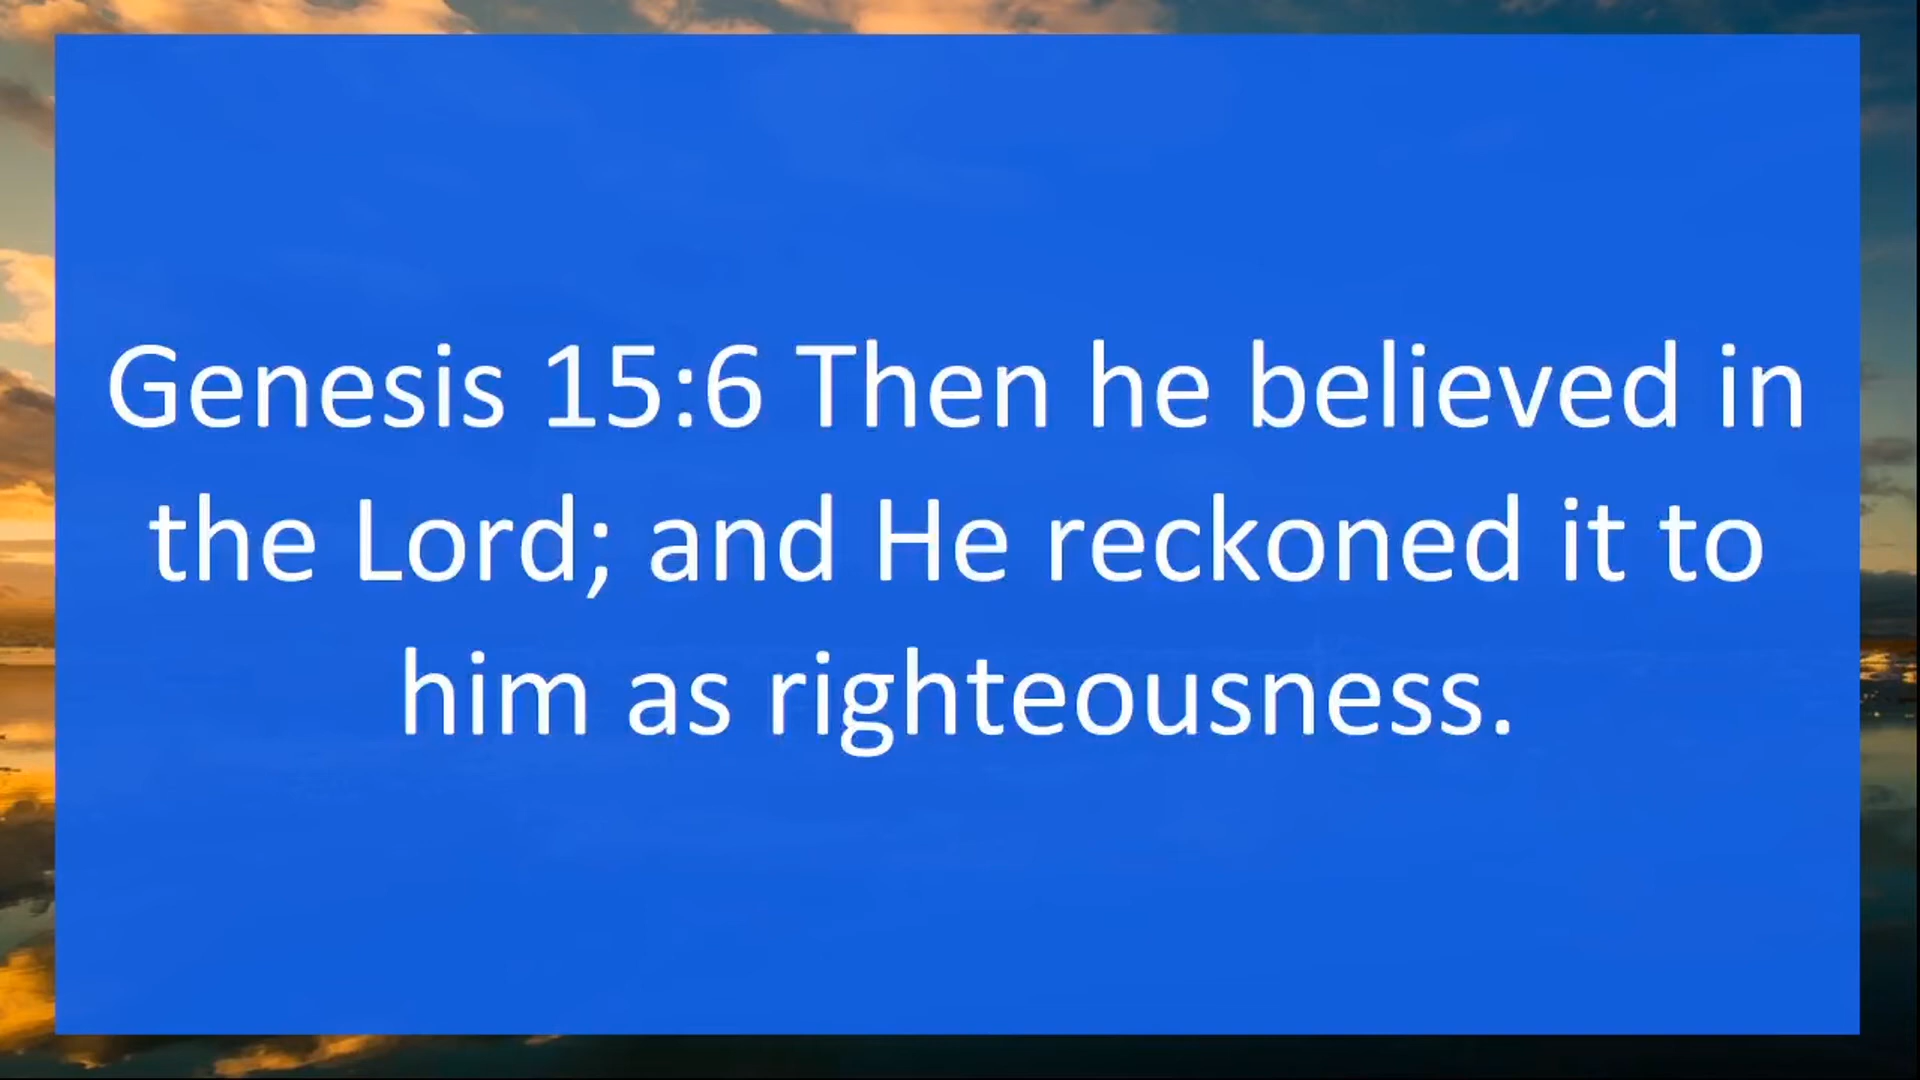 Genesis 15:6 Then he believed in
the Lord; and He reckoned it to
him as righteousness.